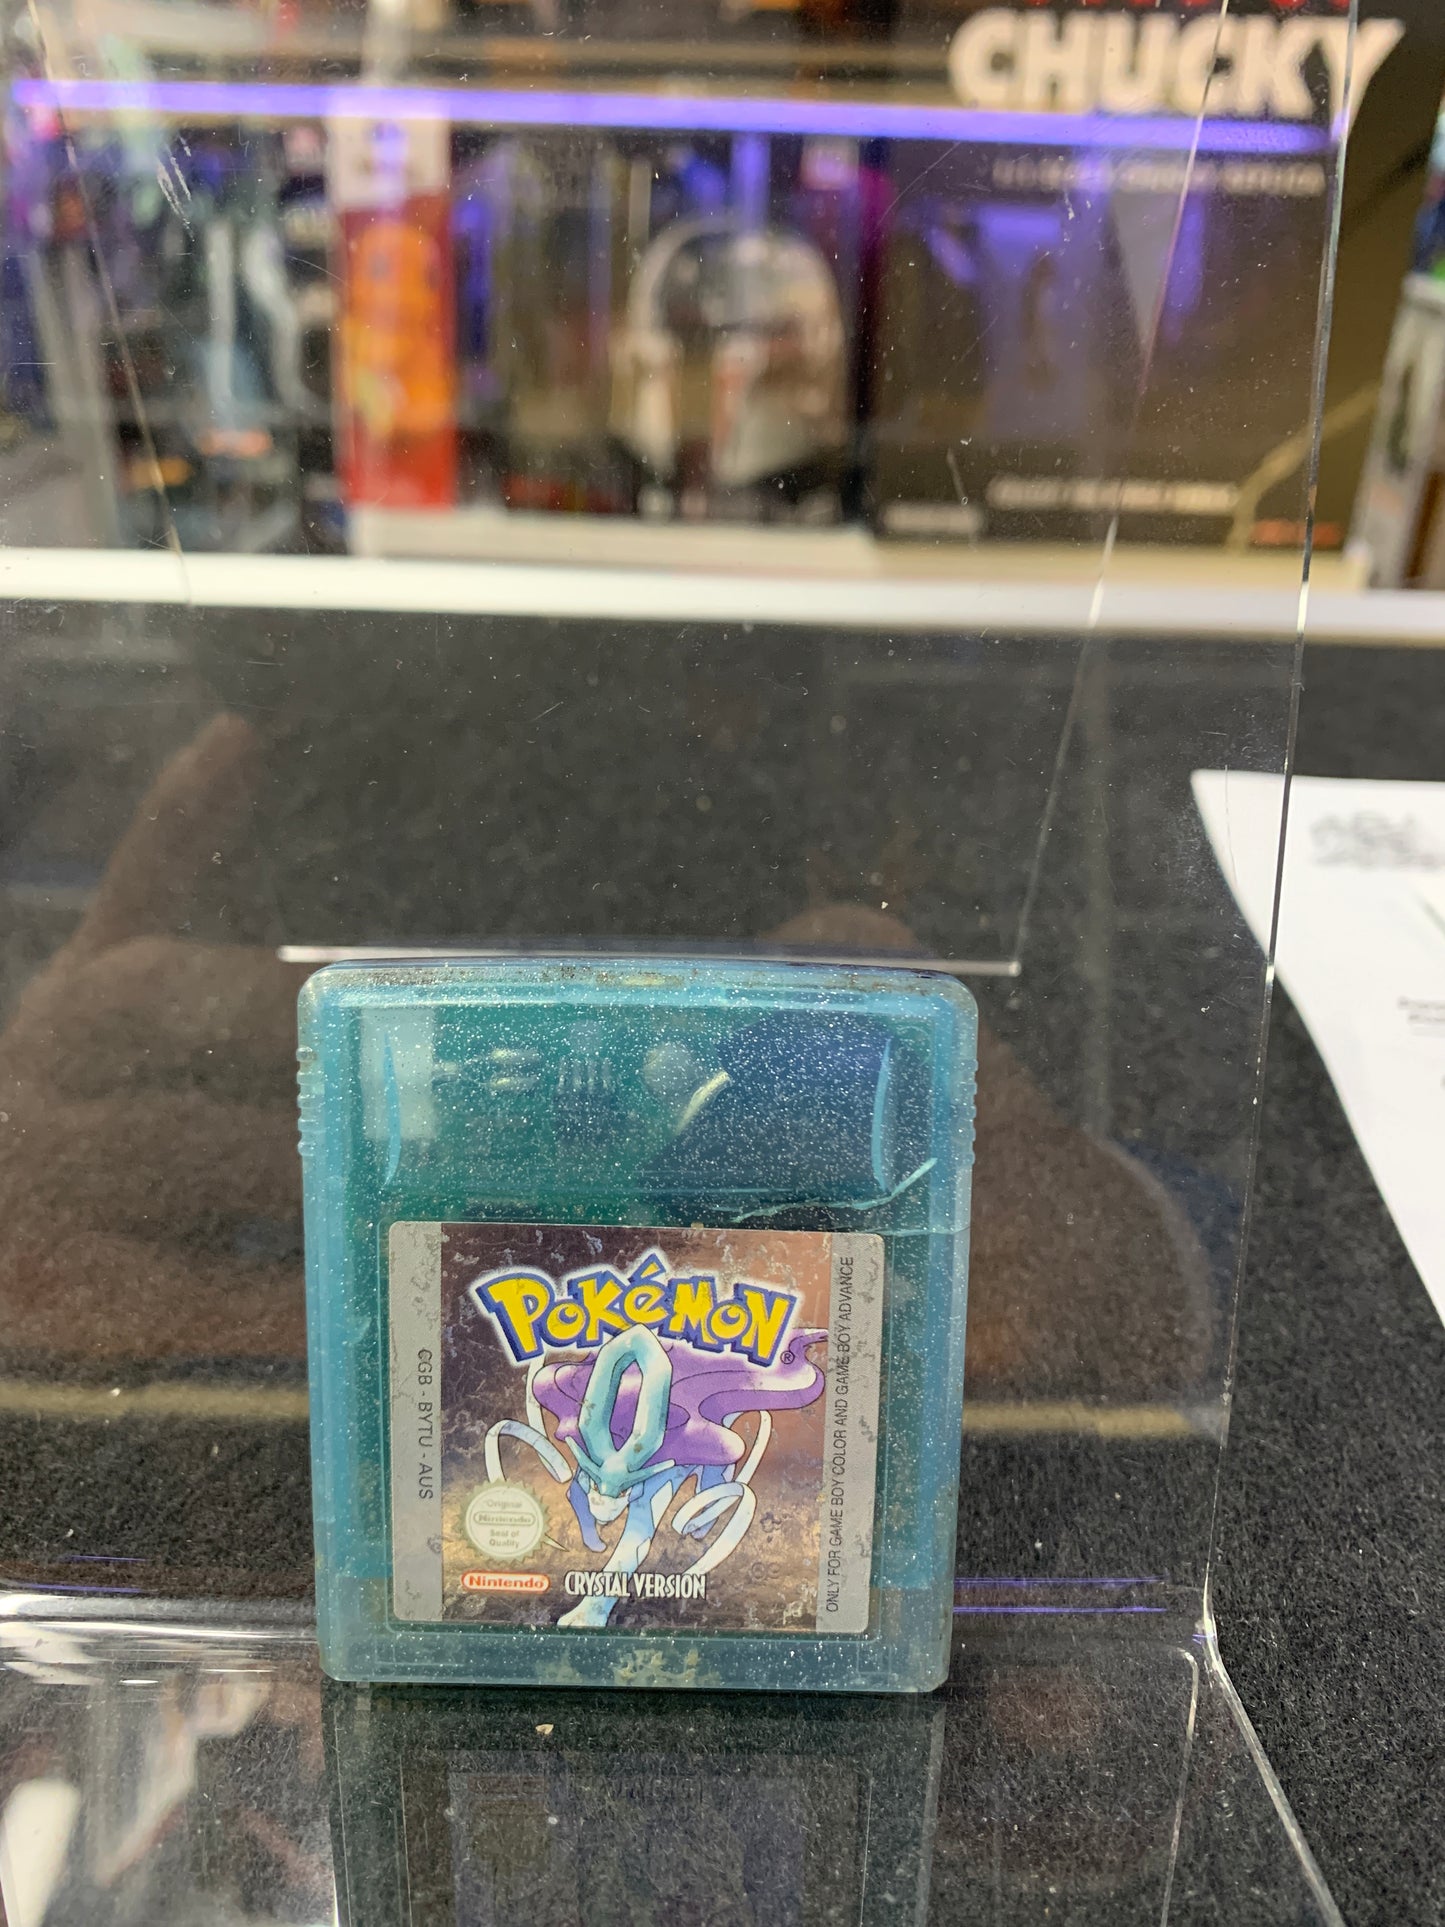 CHUCKY
POKéMON®
CGB - BYTU - AUS
ONLY FOR GAME BOY COLOR AND GAME BOY ADVANCE
Original
Nintendo
Seal of
Quality
Nintendo CRYSTAL VERSION